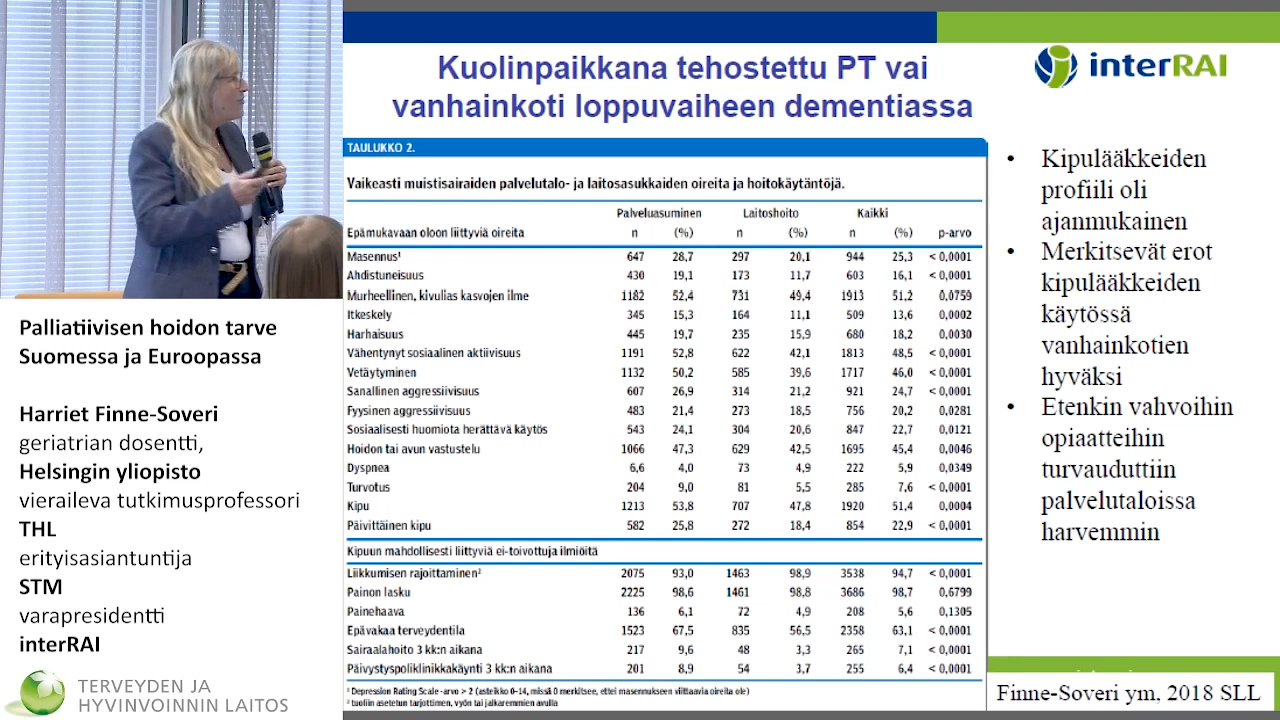 Kuolinpaikkana tehostettu PT vai
vanhainkoti loppuvaiheen dementiassa
interRAI
TAULUKKO 2.
Vaikeasti muistisairaiden palvelutalo- ja laitosasukkaiden oireita ja hoitokäytäntöjä.
Palveluasuminen Laitoshoito Kaikki
Epämukavaan oloon liittyviä oireita n (%) n (%) n (%) p-arvo
Masennus¹ 647 28,7 297 20,1 944 25,3 < 0,0001
Ahdistuneisuus 430 19,1 173 11,7 603 16,1 < 0,0001
Murheellinen, kivulias kasvojen ilme 1182 52,4 731 49,4 1913 51,2 0,0759
Itkeskely 345 15,3 164 11,1 509 13,6 0,0002
Harhaisuus 445 19,7 235 15,9 680 18,2 0,0030
Vähentynyt sosiaalinen aktiivisuus 1191 52,8 622 42,1 1813 48,5 < 0,0001
Vetäytyminen 1132 50,2 585 39,6 1717 46,0 < 0,0001
Sanallinen aggressiivisuus 607 26,9 314 21,2 921 24,7 < 0,0001
Fyysinen aggressiivisuus 483 21,4 273 18,5 756 20,2 0,0281
Sosiaalisesti huomiota herättävä käytös 543 24,1 304 20,6 847 22,7 0,0121
Hoidon tai avun vastustelu 1066 47,3 629 42,5 1695 45,4 0,0046
Dyspnea 6,6 4,0 73 4,9 222 5,9 0,0349
Turvotus 204 9,0 81 5,5 285 7,6 < 0,0001
Kipu 1213 53,8 707 47,8 1920 51,4 0,0004
Päivittäinen kipu 582 25,8 272 18,4 854 22,9 < 0,0001
Kipuun mahdollisesti liittyviä ei-toivottuja ilmiöitä
Liikkumisen rajoittaminen² 2075 93,0 1463 98,9 3538 94,7 < 0,0001
Painon lasku 2225 98,6 1461 98,8 3686 98,7 0,6799
Painehaava 136 6,1 72 4,9 208 5,6 0,1305
Epävakaa terveydentila 1523 67,5 835 56,5 2358 63,1 < 0,0001
Sairaalahoito 3 kk:n aikana 217 9,6 48 3,3 265 7,1 < 0,0001
Päivystyspoliklinikkakäynti 3 kk:n aikana 201 8,9 54 3,7 255 6,4 < 0,0001
¹ Depression Rating Scale -arvo > 2 (asteikko 0–14, missä 0 merkitsee, ettei masennukseen viittaavia oireita ole)
² tuoliin asetetun tarjottimen, vyön tai jalkaremmien avulla
• Kipulääkkeiden
profiili oli
ajanmukainen
• Merkitsevät erot
kipulääkkeiden
käytössä
vanhainkotien
hyväksi
• Etenkin vahvoihin
opiaatteihin
turvauduttiin
palvelutaloissa
harvemmin
Finne-Soveri ym, 2018 SLL
Palliatiivisen hoidon tarve
Suomessa ja Euroopassa
Harriet Finne-Soveri
geriatrian dosentti,
Helsingin yliopisto
vieraileva tutkimusprofessori
THL
erityisasiantuntija
STM
varapresidentti
interRAI
TERVEYDEN JA
HYVINVOINNIN LAITOS